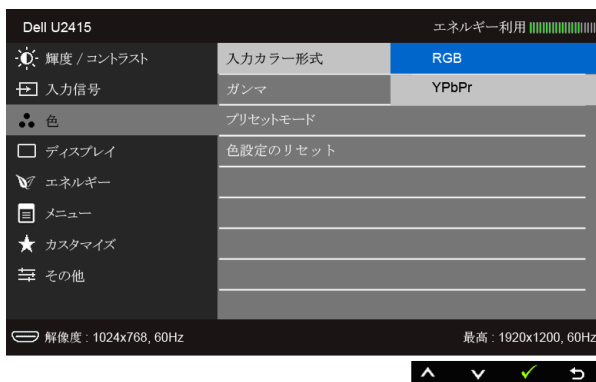 Dell U2415 エネルギー利用
輝度 / コントラスト 入力カラー形式 RGB
入力信号 ガンマ YPbPr
色 プリセットモード
ディスプレイ 色設定のリセット
エネルギー
メニュー
カスタマイズ
その他
解像度 : 1024x768, 60Hz 最高 : 1920x1200, 60Hz